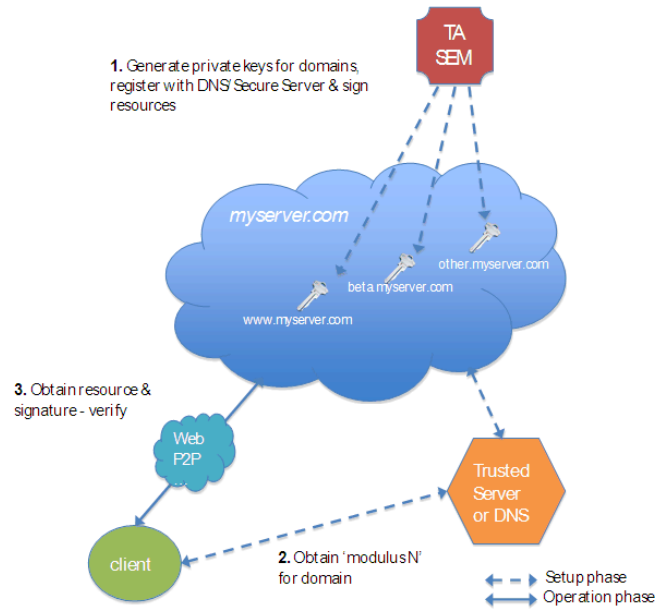 TA
SEM
1. Generate private keys for domains,
register with DNS/Secure Server & sign
resources
myserver.com
other.myserver.com
beta.myserver.com
www.myserver.com
3. Obtain resource &
signature - verify
Web
P2P
Trusted
Server
or DNS
client
2. Obtain ‘modulus N’
for domain
Setup phase
Operation phase